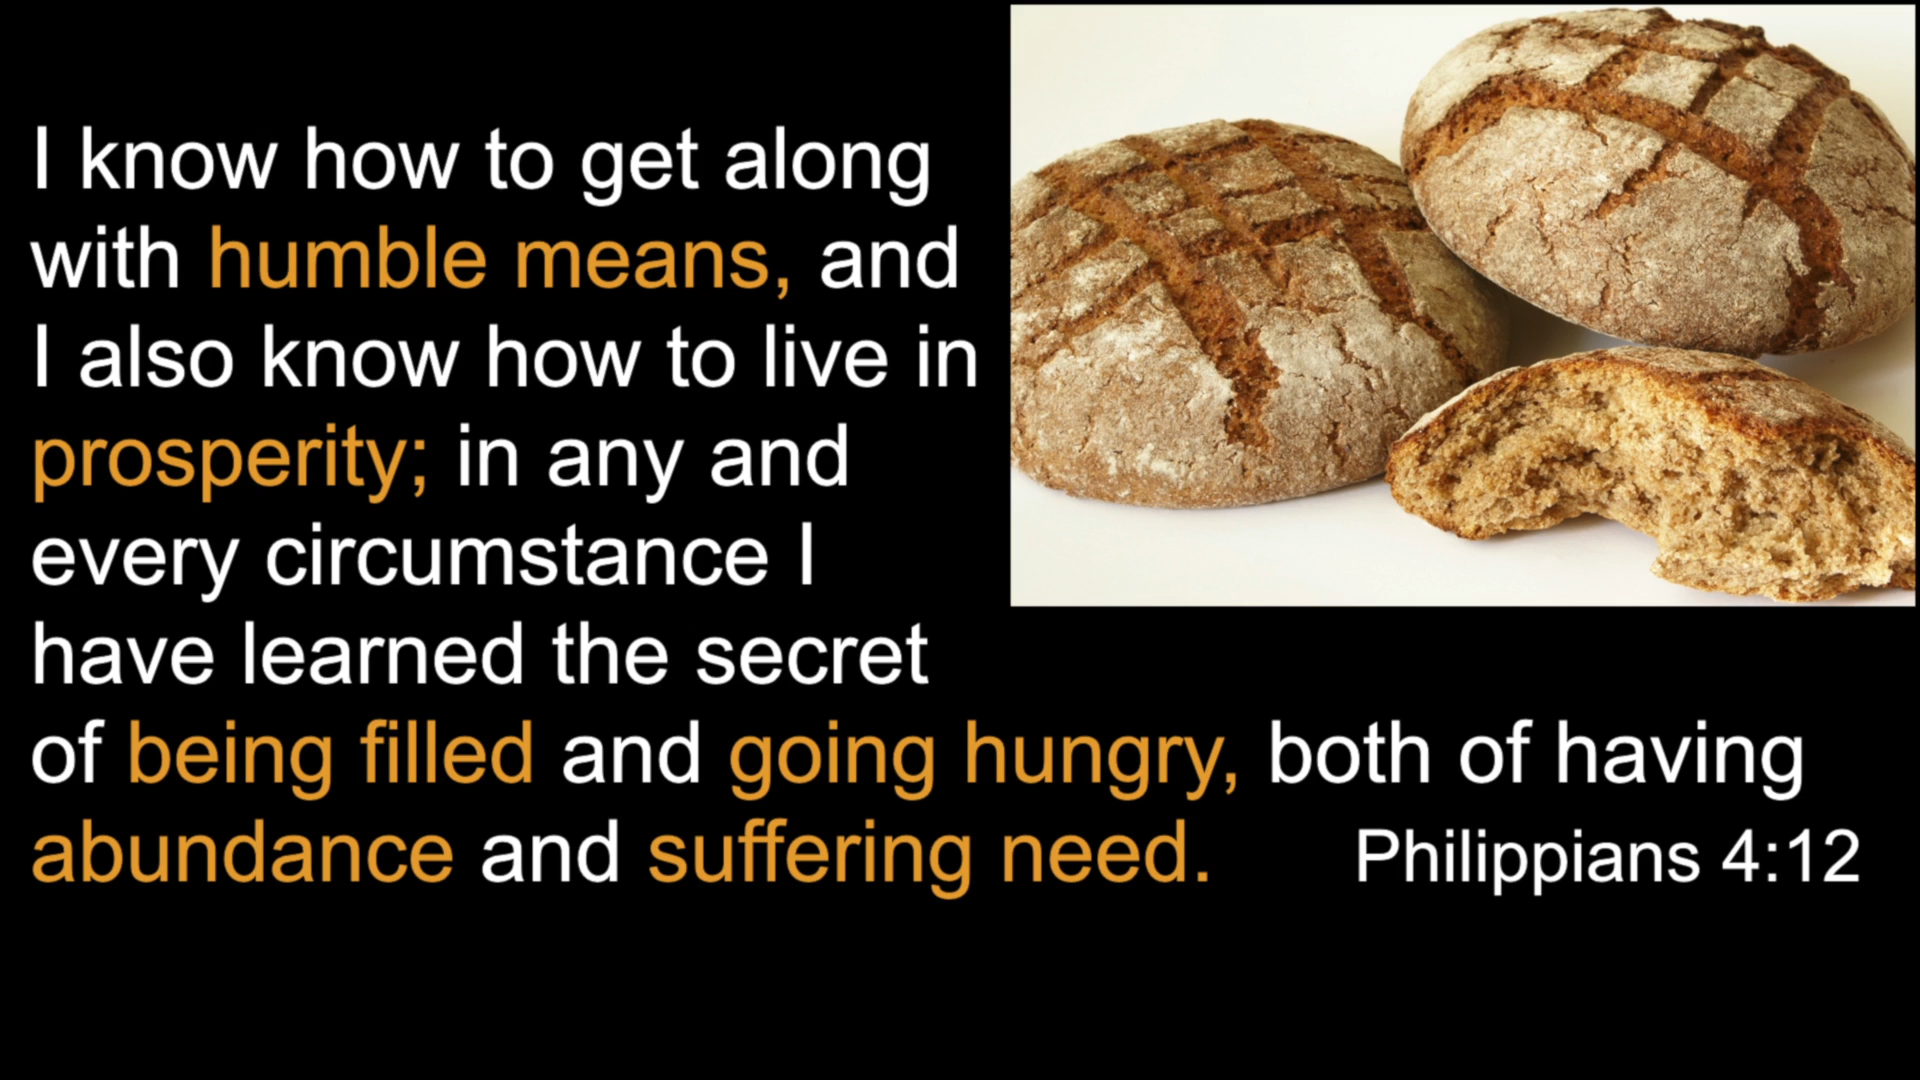 I know how to get along
with humble means, and
I also know how to live in
prosperity; in any and
every circumstance I
have learned the secret
of being filled and going hungry, both of having
abundance and suffering need. Philippians 4:12